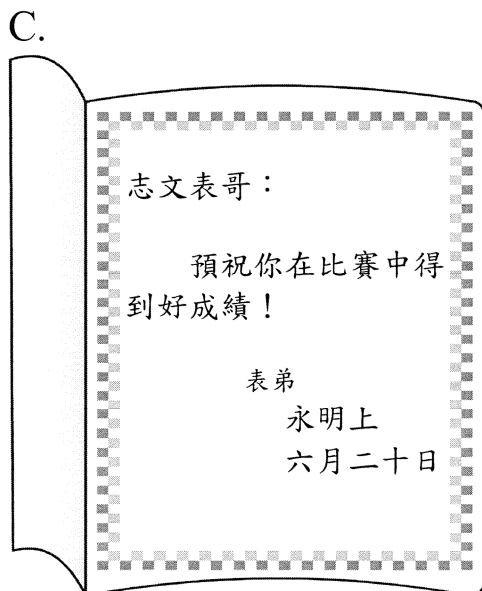 C.
志文表哥：
預祝你在比賽中得
到好成績！
表弟
永明上
六月二十日